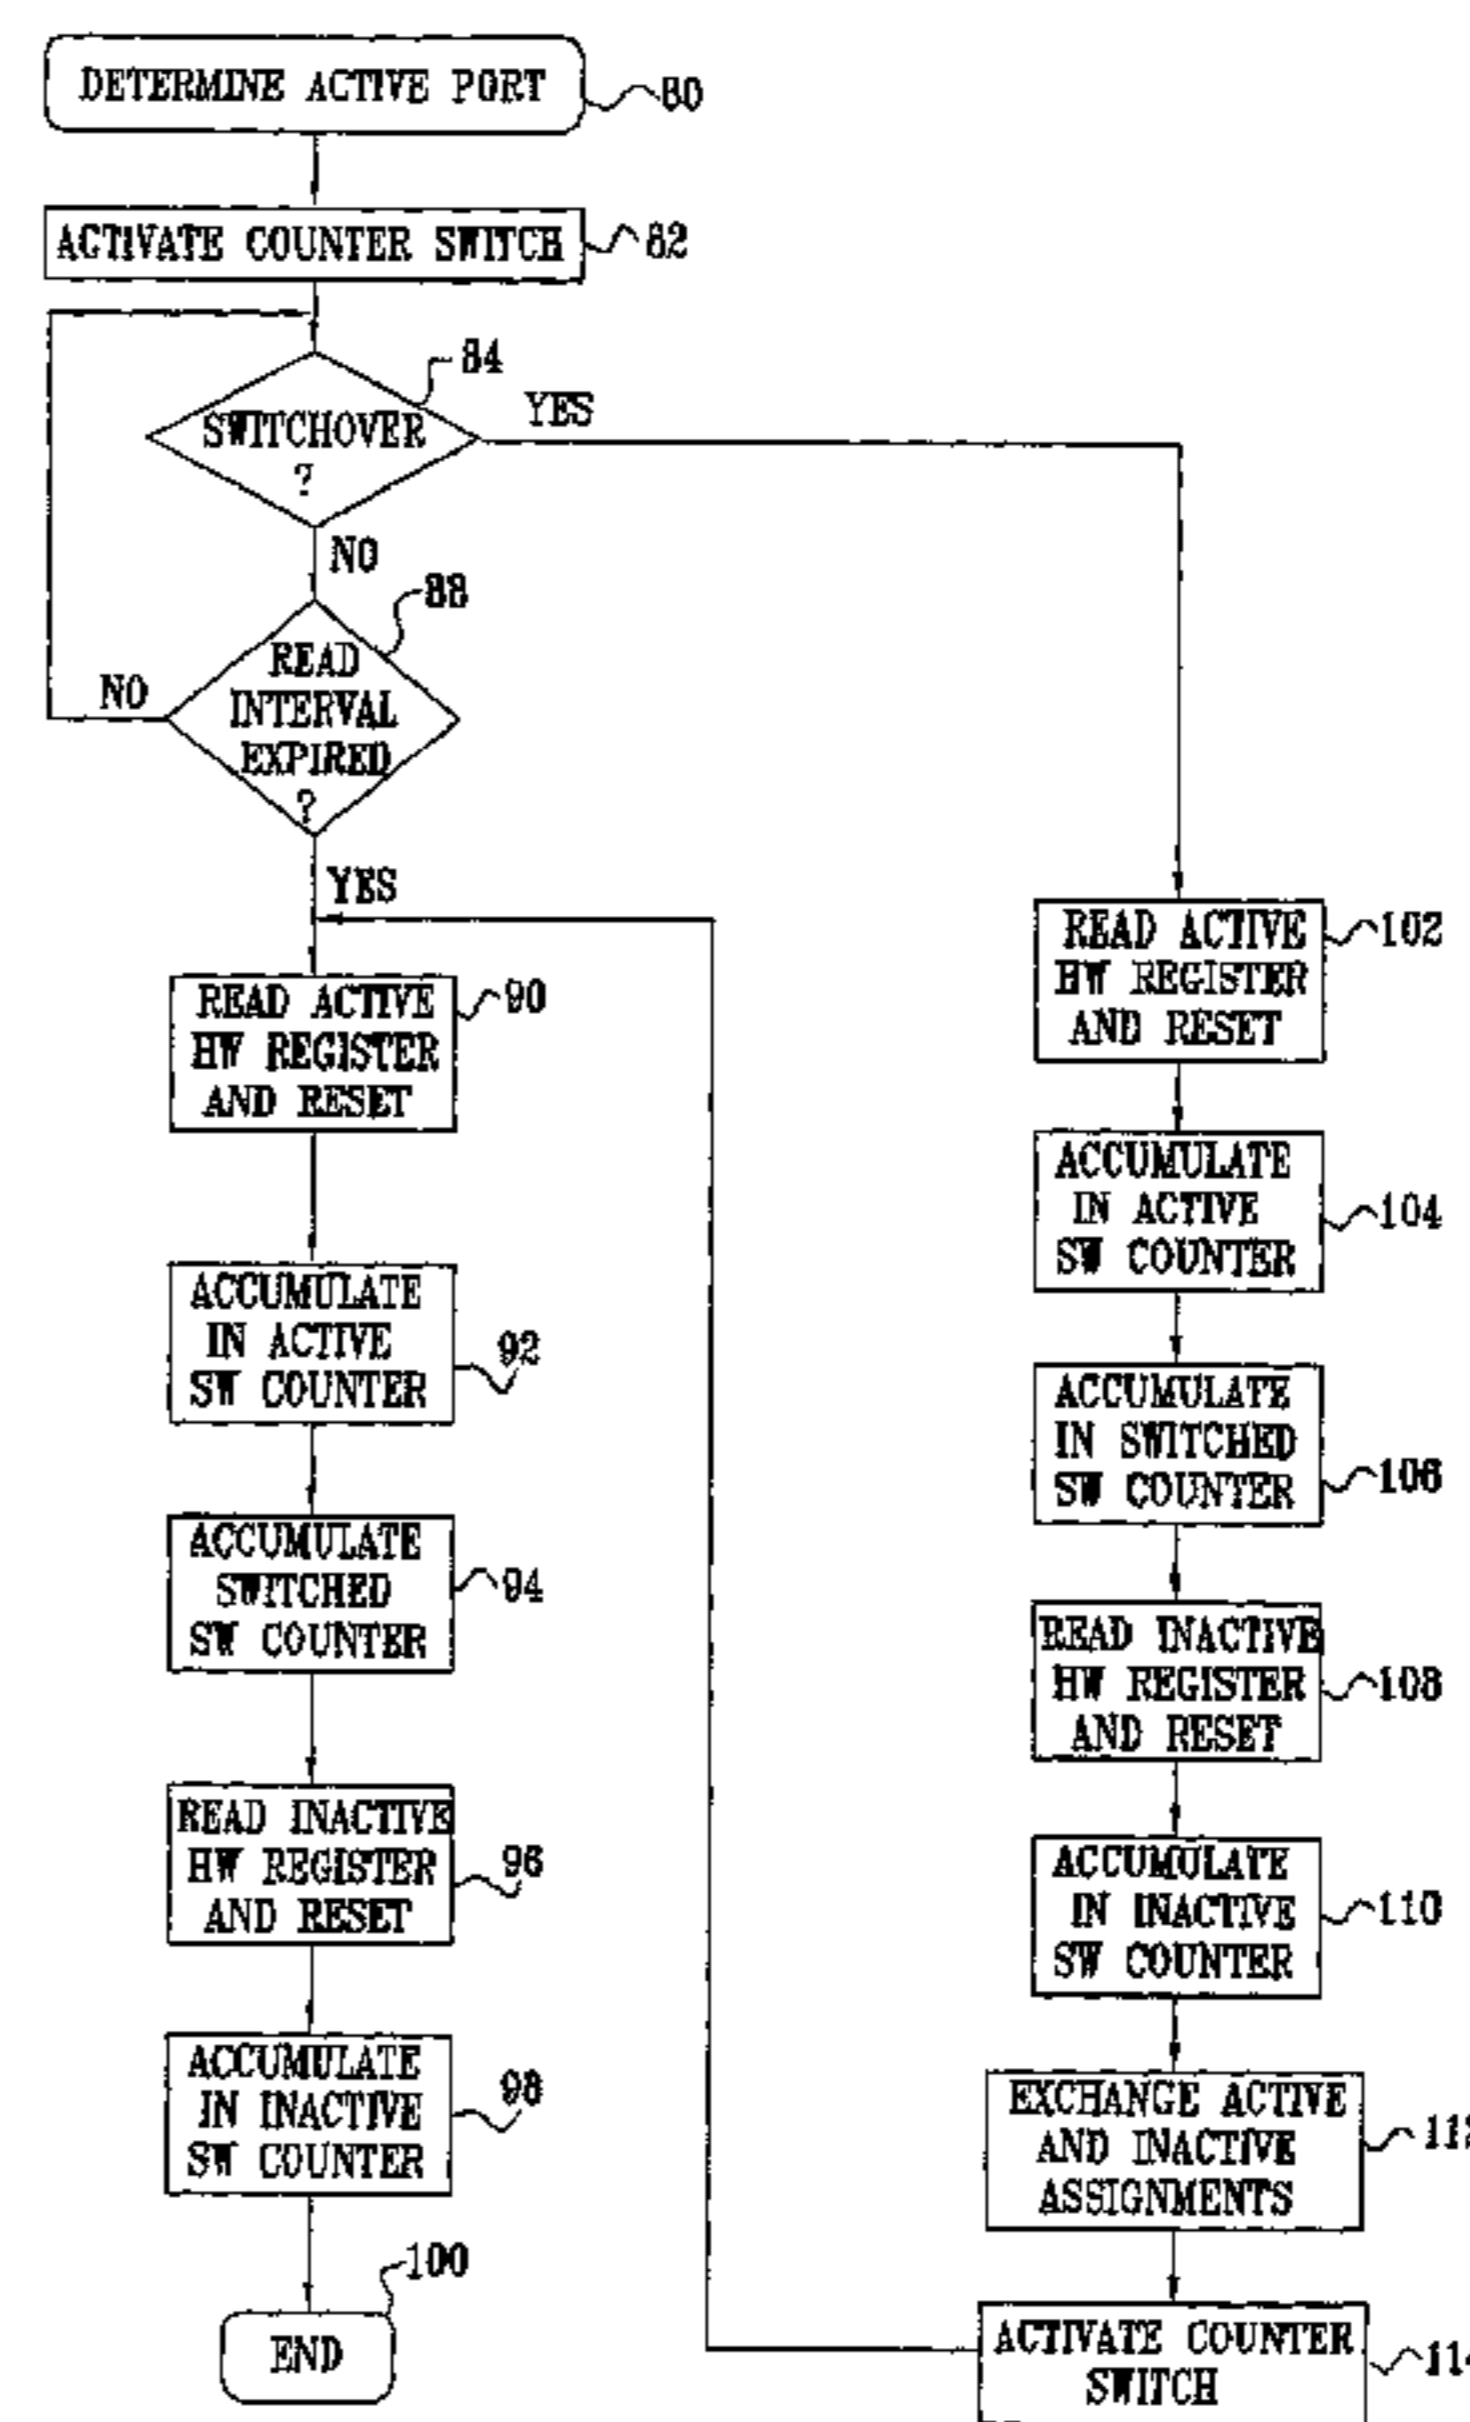 DETERMINE ACTIVE PORT
80
ACTIVATE COUNTER SWITCH
82
84
SWITCHOVER
?
YES
NO
88
READ
INTERVAL
EXPIRED
?
NO
YES
READ ACTIVE
HW REGISTER
AND RESET
90
ACCUMULATE
IN ACTIVE
SW COUNTER
92
ACCUMULATE
SWITCHED
SW COUNTER
94
READ INACTIVE
HW REGISTER
AND RESET
96
ACCUMULATE
IN INACTIVE
SW COUNTER
98
100
END
READ ACTIVE
HW REGISTER
AND RESET
102
ACCUMULATE
IN ACTIVE
SW COUNTER
104
ACCUMULATE
IN SWITCHED
SW COUNTER
106
READ INACTIVE
HW REGISTER
AND RESET
108
ACCUMULATE
IN INACTIVE
SW COUNTER
110
EXCHANGE ACTIVE
AND INACTIVE
ASSIGNMENTS
ACTIVATE COUNTER
SWITCH